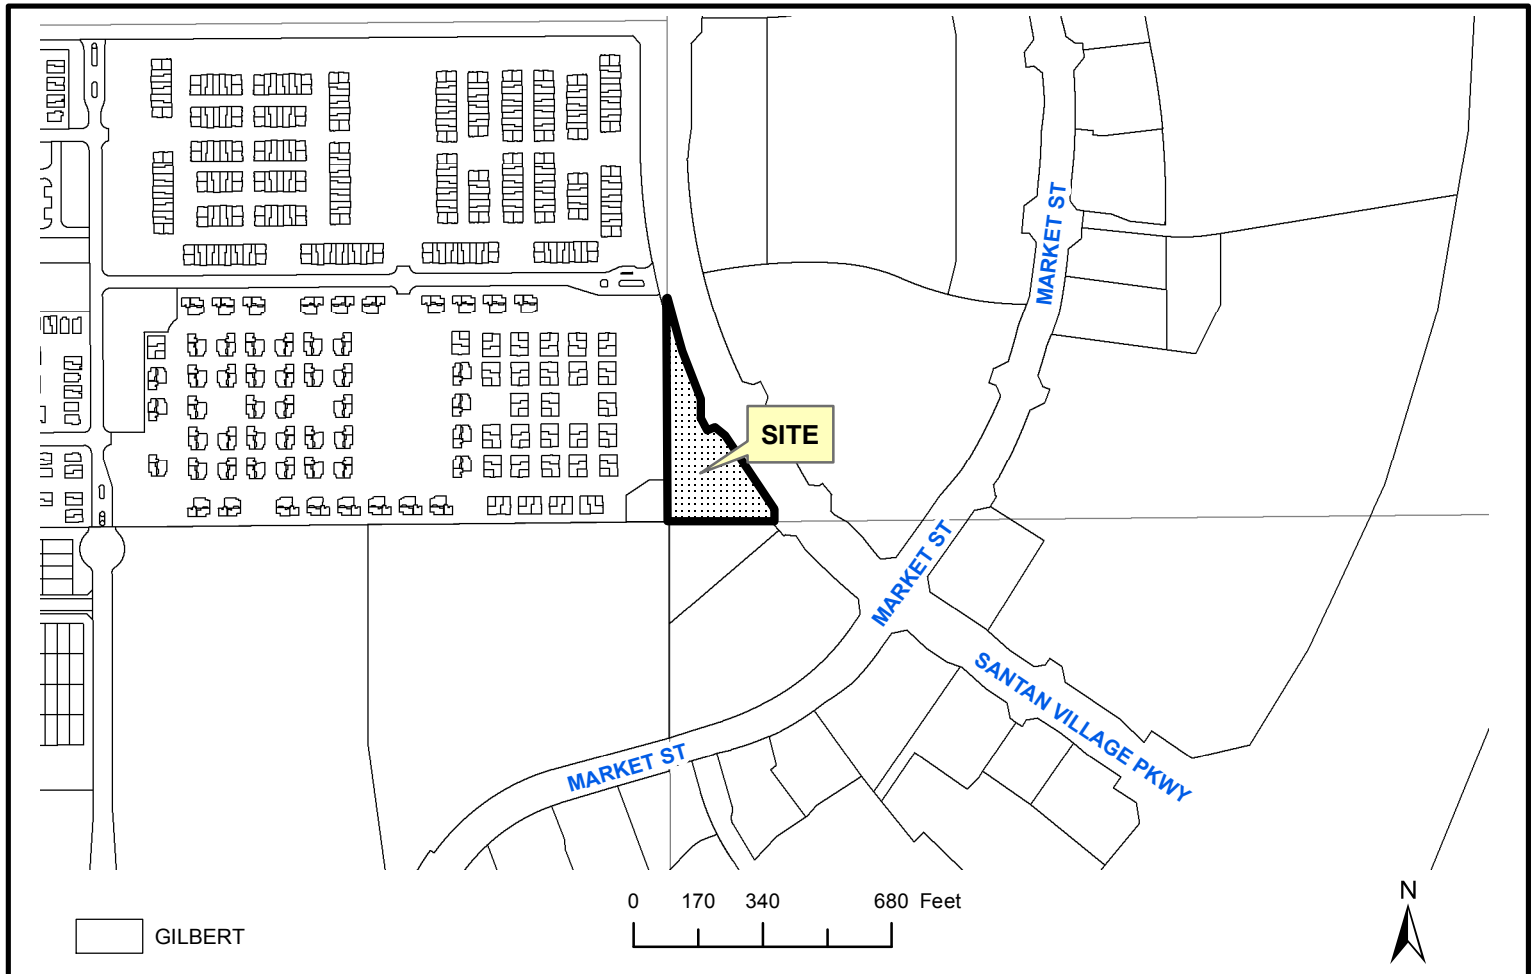 MARKET ST
SITE
MARKET ST
SANTAN VILLAGE PKWY
MARKET ST
0 170 340 680 Feet
N
GILBERT